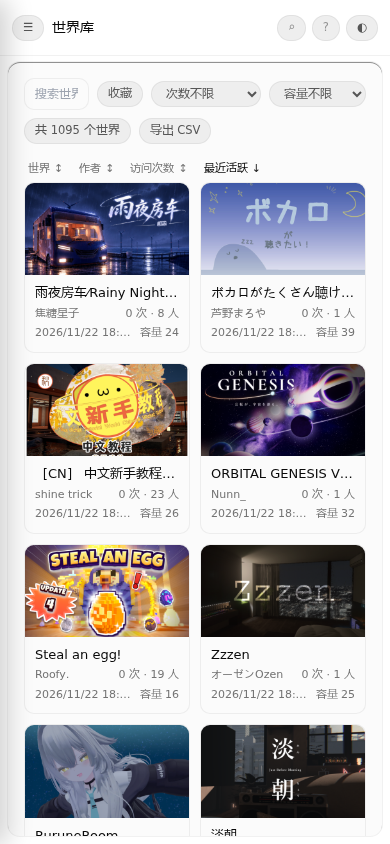 ☰ 世界库 ⌕ ? ◐
搜索世界 收藏 次数不限 容量不限
共 1095 个世界 导出 CSV
世界 ↕ 作者 ↕ 访问次数 ↕ 最近活跃 ↓
雨夜房车
ボカロ
が
聴きたい！
zzz
雨夜房车⁄Rainy Night…
焦糖星子 0 次 · 8 人
2026/11/22 18:… 容量 24
ボカロがたくさん聴け…
芦野まろや 0 次 · 1 人
2026/11/22 18:… 容量 39
新手教
中文教程
ORBITAL
GENESIS
［CN］ 中文新手教程…
shine trick 0 次 · 23 人
2026/11/22 18:… 容量 26
ORBITAL GENESIS V…
Nunn_ 0 次 · 1 人
2026/11/22 18:… 容量 32
STEAL AN EGG
UPDATE
4
Zzzen
Steal an egg!
Roofy. 0 次 · 19 人
2026/11/22 18:… 容量 16
Zzzen
オーゼンOzen 0 次 · 1 人
2026/11/22 18:… 容量 25
淡
朝
RuruneRoom
淡朝